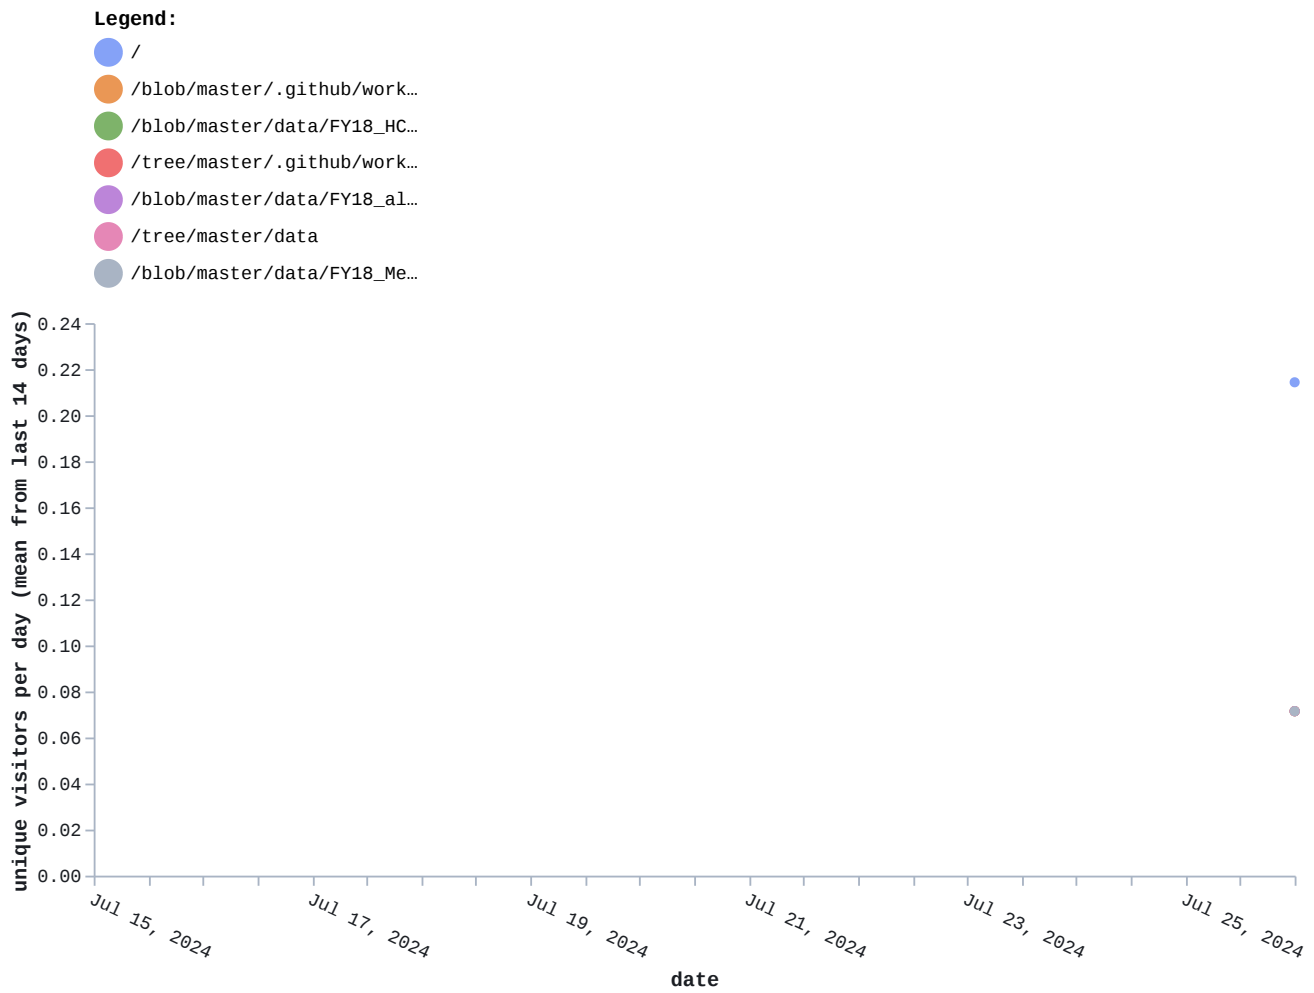 Legend:
/
/blob/master/.github/work…
/blob/master/data/FY18_HC…
/tree/master/.github/work…
/blob/master/data/FY18_al…
/tree/master/data
/blob/master/data/FY18_Me…
unique visitors per day (mean from last 14 days)
0.24
0.22
0.20
0.18
0.16
0.14
0.12
0.10
0.08
0.06
0.04
0.02
0.00
Jul 15, 2024
Jul 17, 2024
Jul 19, 2024
Jul 21, 2024
Jul 23, 2024
Jul 25, 2024
date